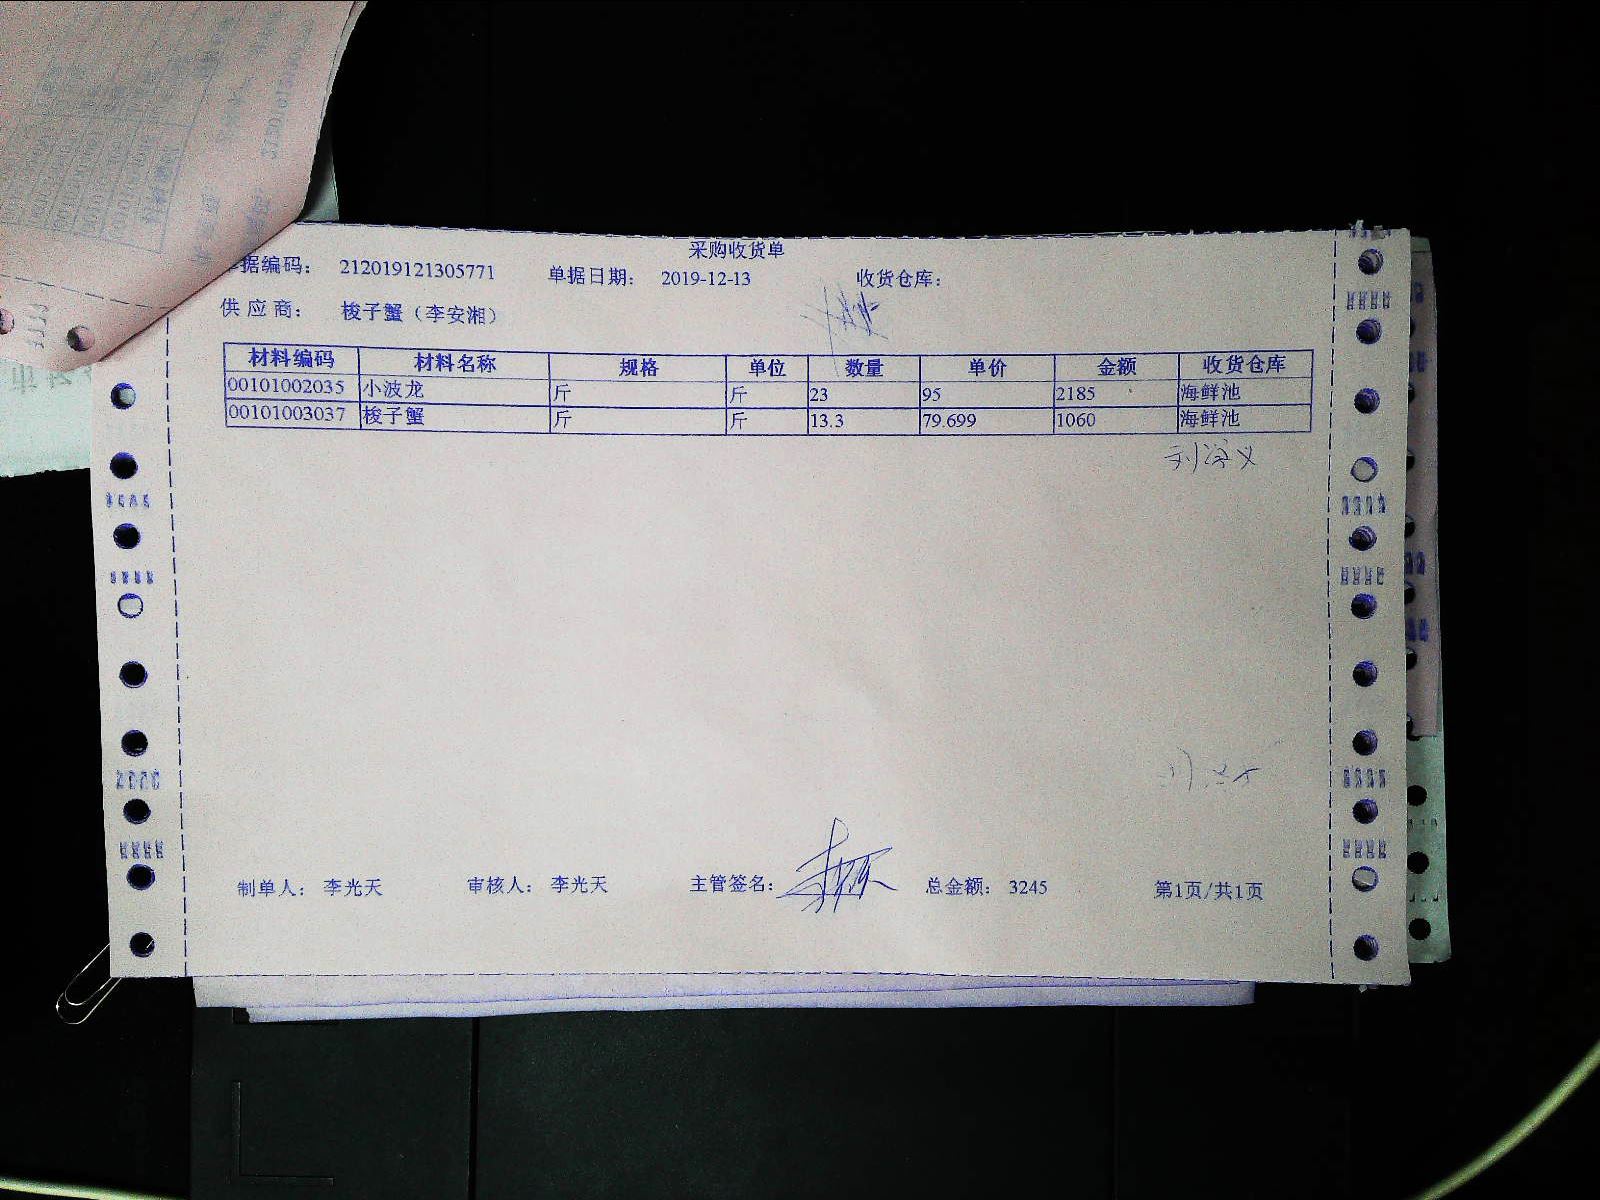 采购收货单
单据编码： 212019121305771 单据日期： 2019-12-13 收货仓库：
供应商： 梭子蟹（李安湘）
材料编码 材料名称 规格 单位 数量 单价 金额 收货仓库
00101002035 小波龙 斤 斤 23 95 2185 海鲜池
00101003037 梭子蟹 斤 斤 13.3 79.699 1060 海鲜池
制单人： 李光天 审核人： 李光天 主管签名： 总金额： 3245 第1页/共1页